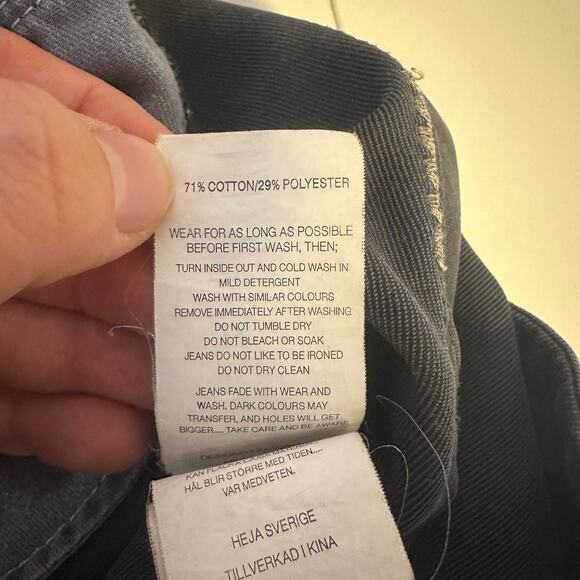 71% COTTON/29% POLYESTER
WEAR FOR AS LONG AS POSSIBLE
BEFORE FIRST WASH, THEN;
TURN INSIDE OUT AND COLD WASH IN
MILD DETERGENT
WASH WITH SIMILAR COLOURS
REMOVE IMMEDIATELY AFTER WASHING
DO NOT TUMBLE DRY
DO NOT BLEACH OR SOAK
JEANS DO NOT LIKE TO BE IRONED
DO NOT DRY CLEAN
JEANS FADE WITH WEAR AND
WASH. DARK COLOURS MAY
TRANSFER, AND HOLES WILL GET
BIGGER.... TAKE CARE AND BE AWARE
KAN FLÄCKA LJUSA
HÅL BLIR STÖRRE MED TIDEN....
VAR MEDVETEN.
HEJA SVERIGE
TILLVERKAD I KINA